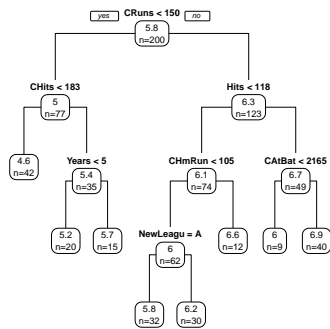 CRuns < 150
yes no
5.8
n=200
CHits < 183
Hits < 118
5
n=77
6.3
n=123
Years < 5
CHmRun < 105
CAtBat < 2165
4.6
n=42
5.4
n=35
6.1
n=74
6.7
n=49
NewLeagu = A
5.2
n=20
5.7
n=15
6
n=62
6.6
n=12
6
n=9
6.9
n=40
5.8
n=32
6.2
n=30